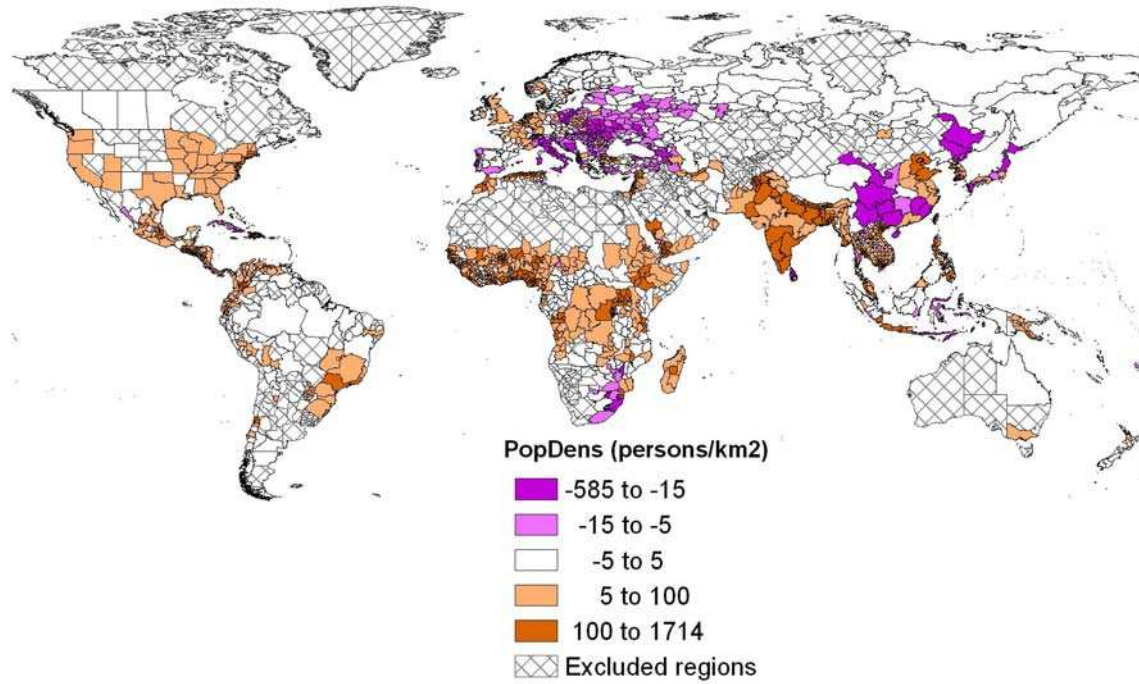 PopDens (persons/km2)
-585 to -15
-15 to -5
-5 to 5
5 to 100
100 to 1714
Excluded regions